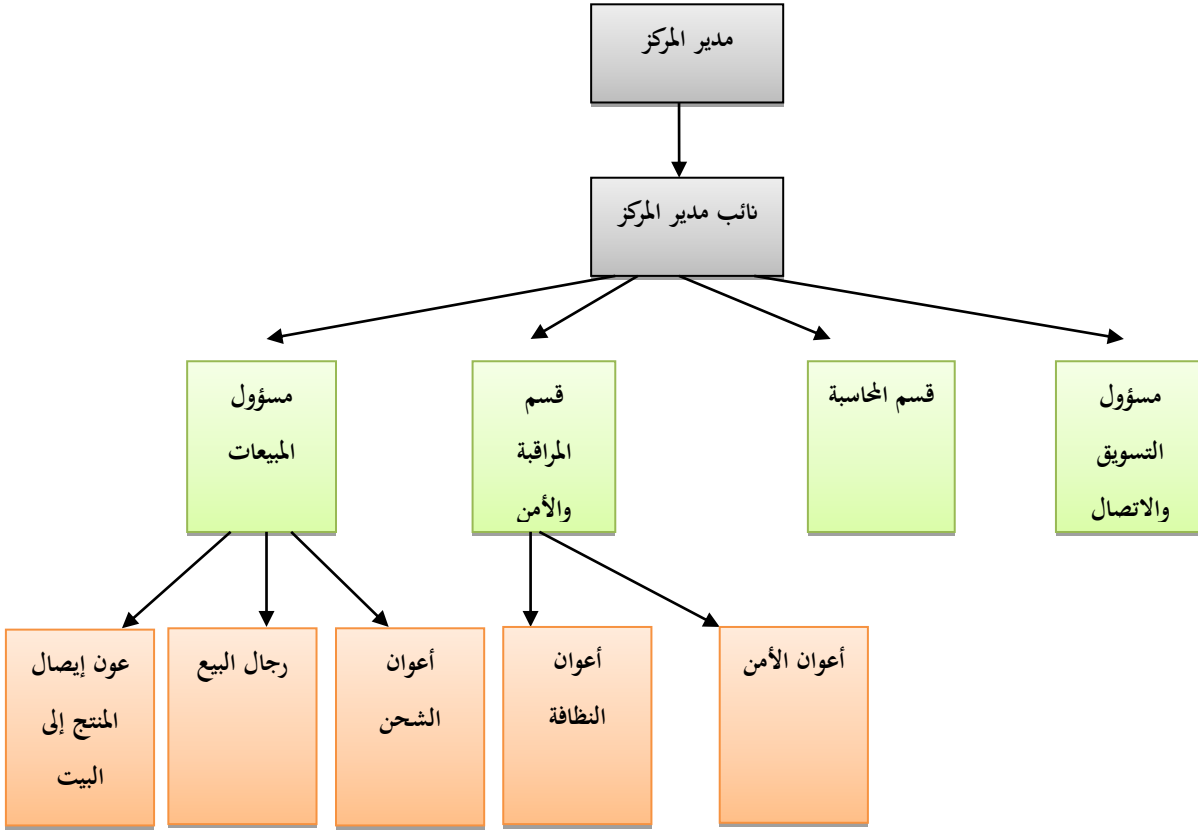 مدير المركز
نائب مدير المركز
مسؤول
التسويق
والاتصال
قسم المحاسبة
قسم
المراقبة
والأمن
مسؤول
المبيعات
أعوان الأمن
أعوان
النظافة
أعوان
الشحن
رجال البيع
عون إيصال
المنتج إلى
البيت